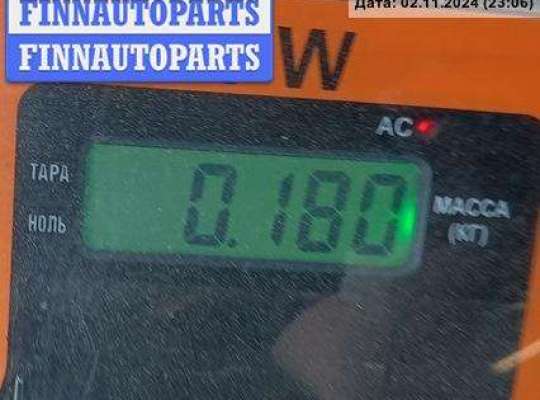 FINNAUTOPARTS
Дата: 02.11.2024 (23:06)
FINNAUTOPARTS
W
AC
ТАРА
0.180
МАССА
НОЛЬ
(КГ)